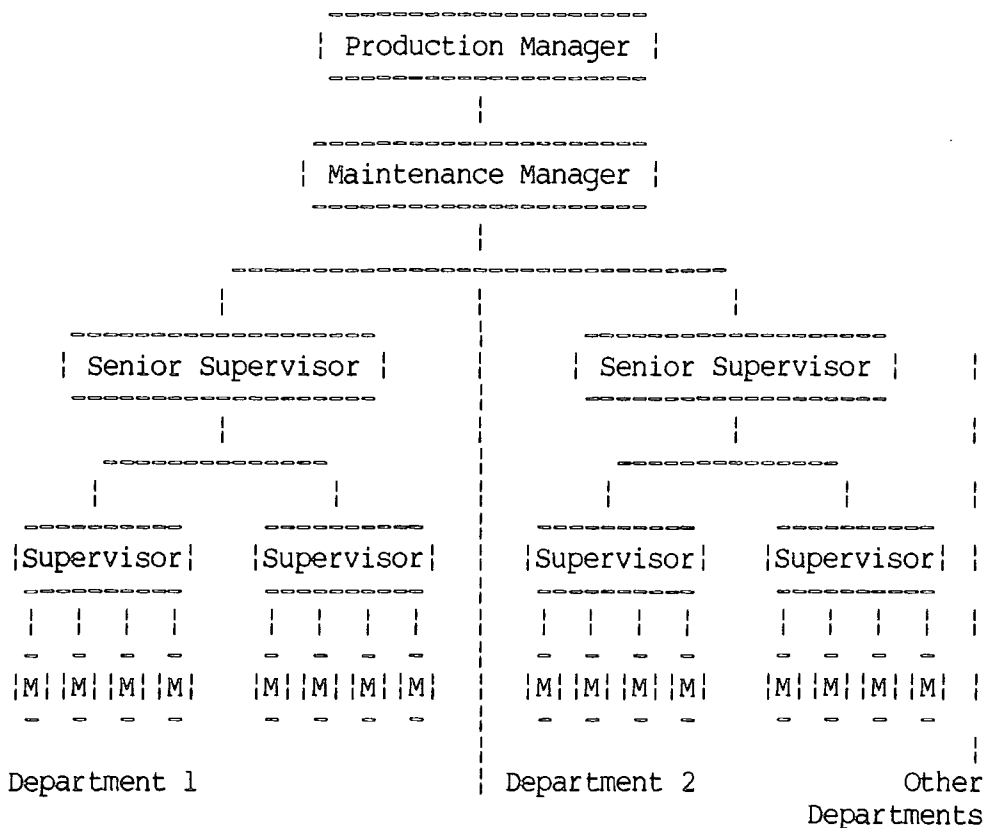 Production Manager
Maintenance Manager
Senior Supervisor Senior Supervisor
Supervisor Supervisor Supervisor Supervisor
M M M M M M M M M M M M M M M M
Department 1 Department 2 Other
Departments